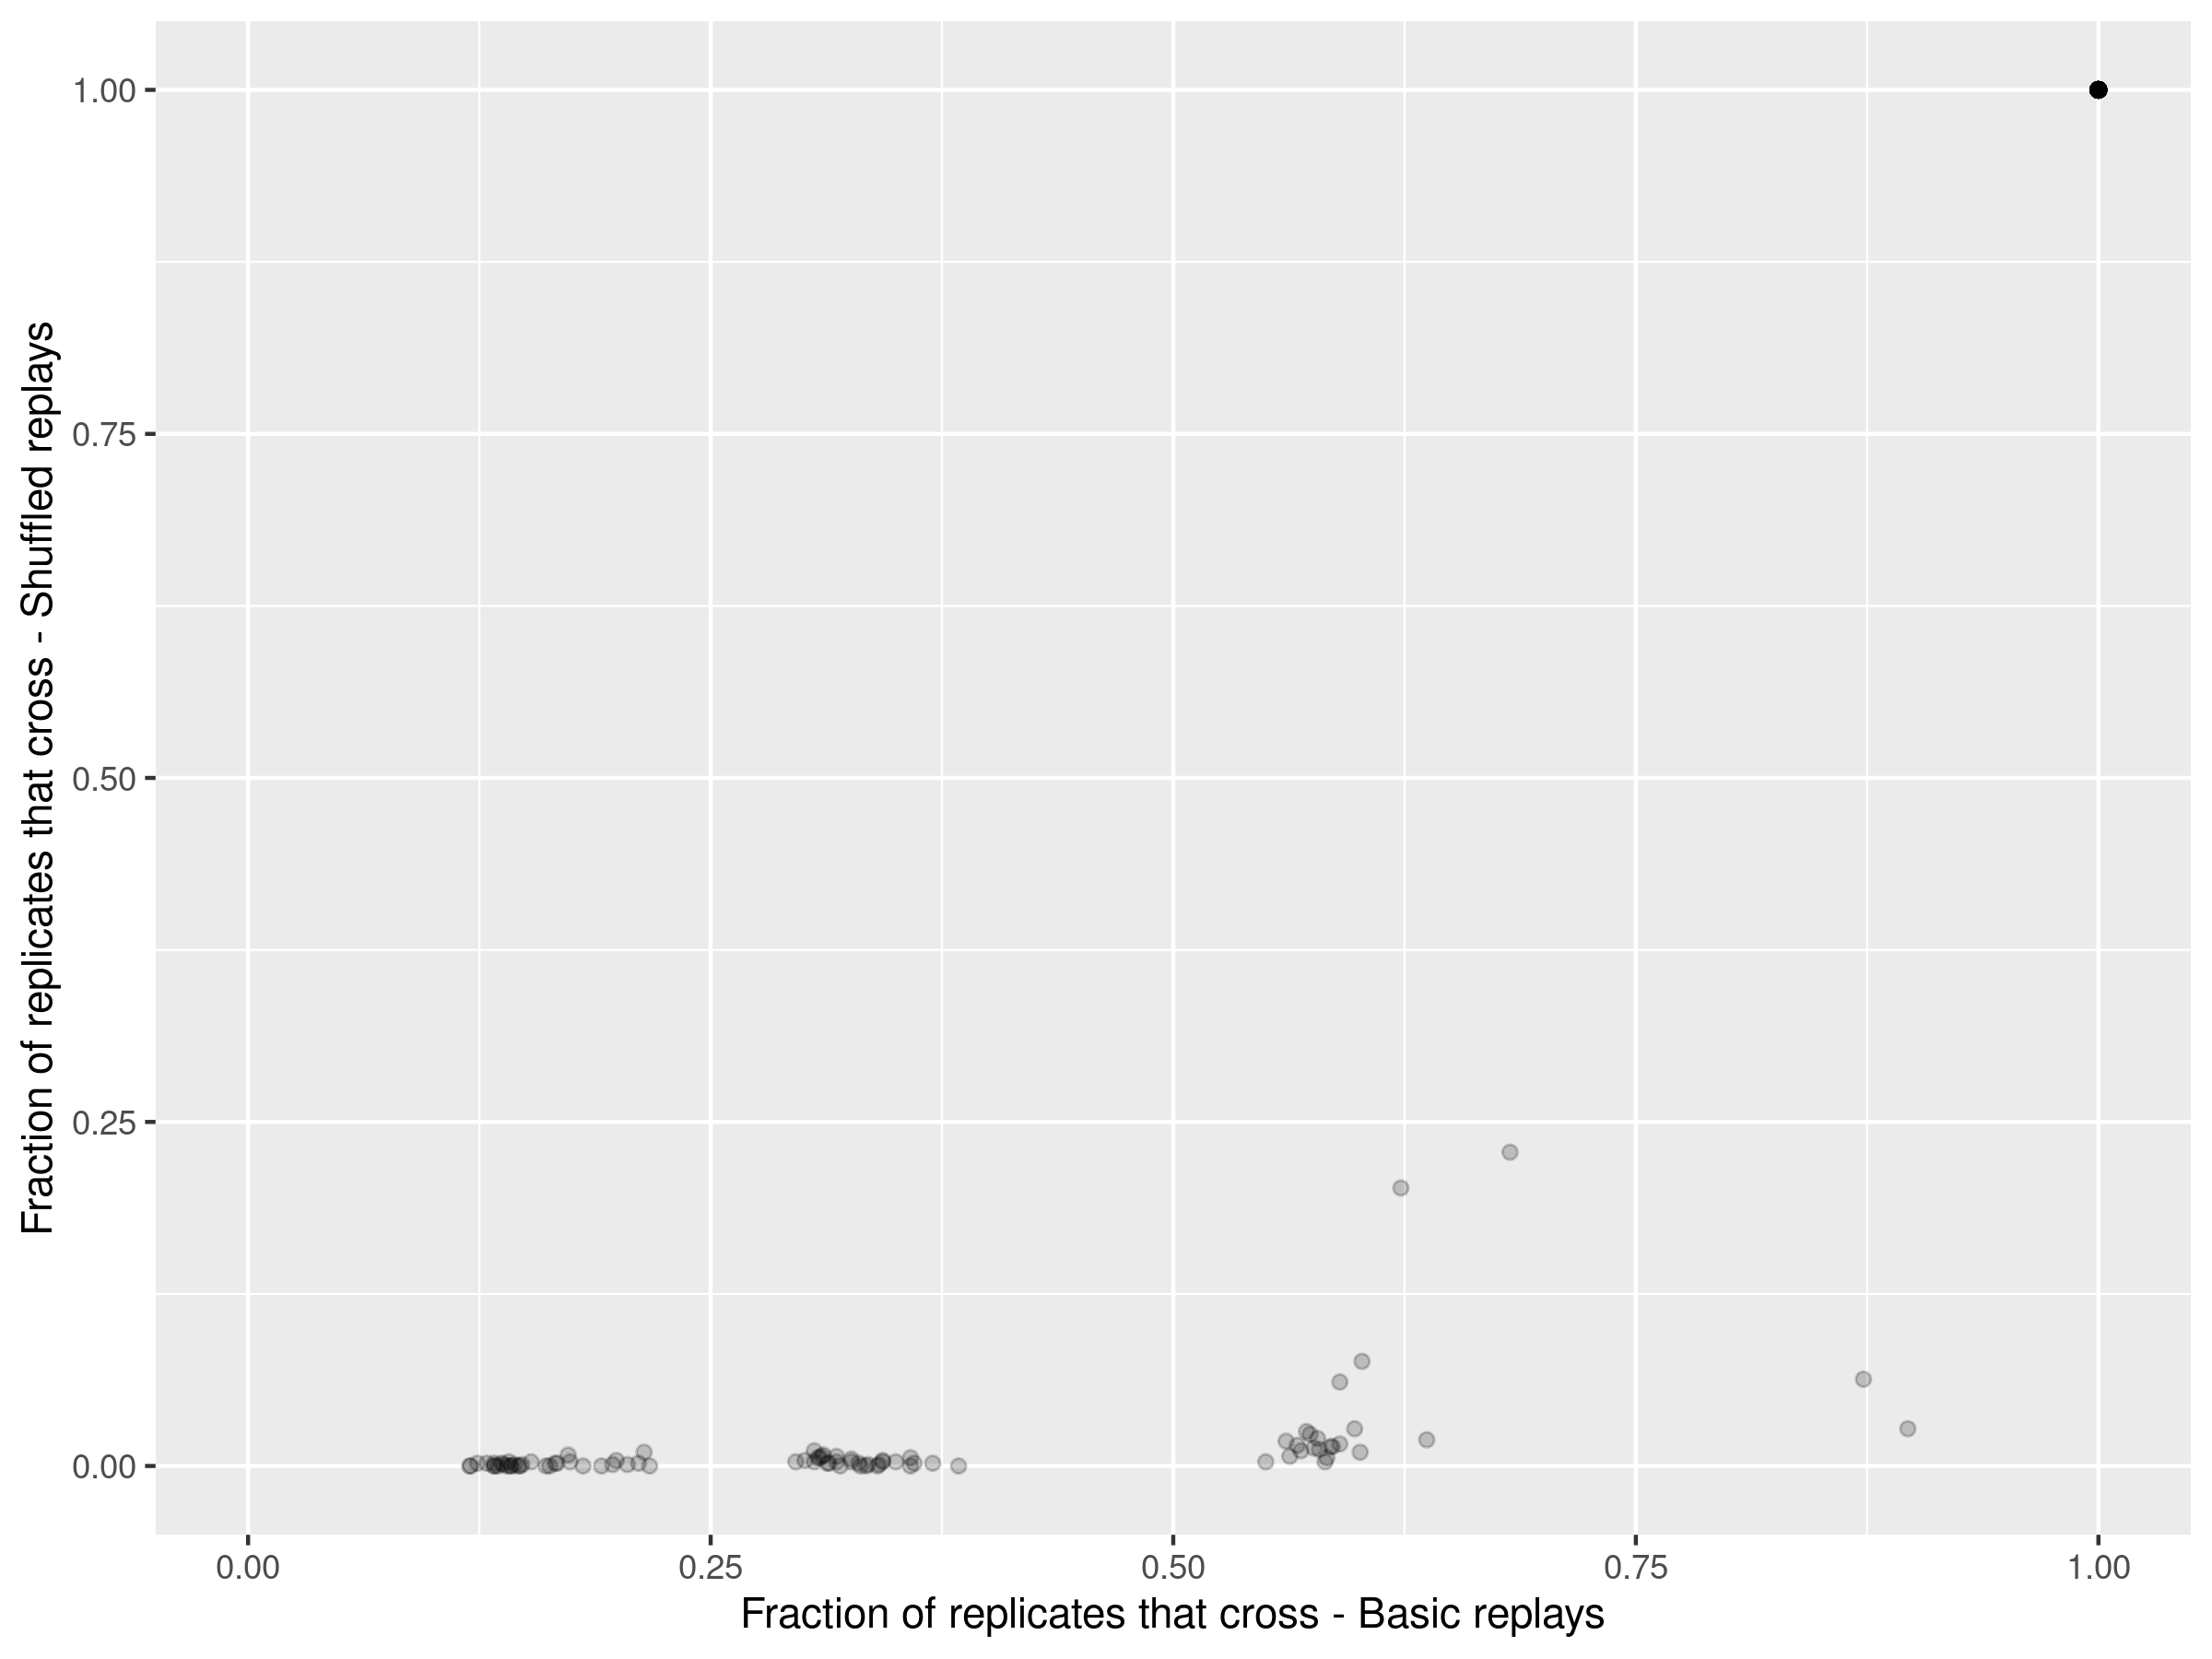 1.00
0.75
0.50
0.25
0.00
Fraction of replicates that cross - Shuffled replays
0.00 0.25 0.50 0.75 1.00
Fraction of replicates that cross - Basic replays